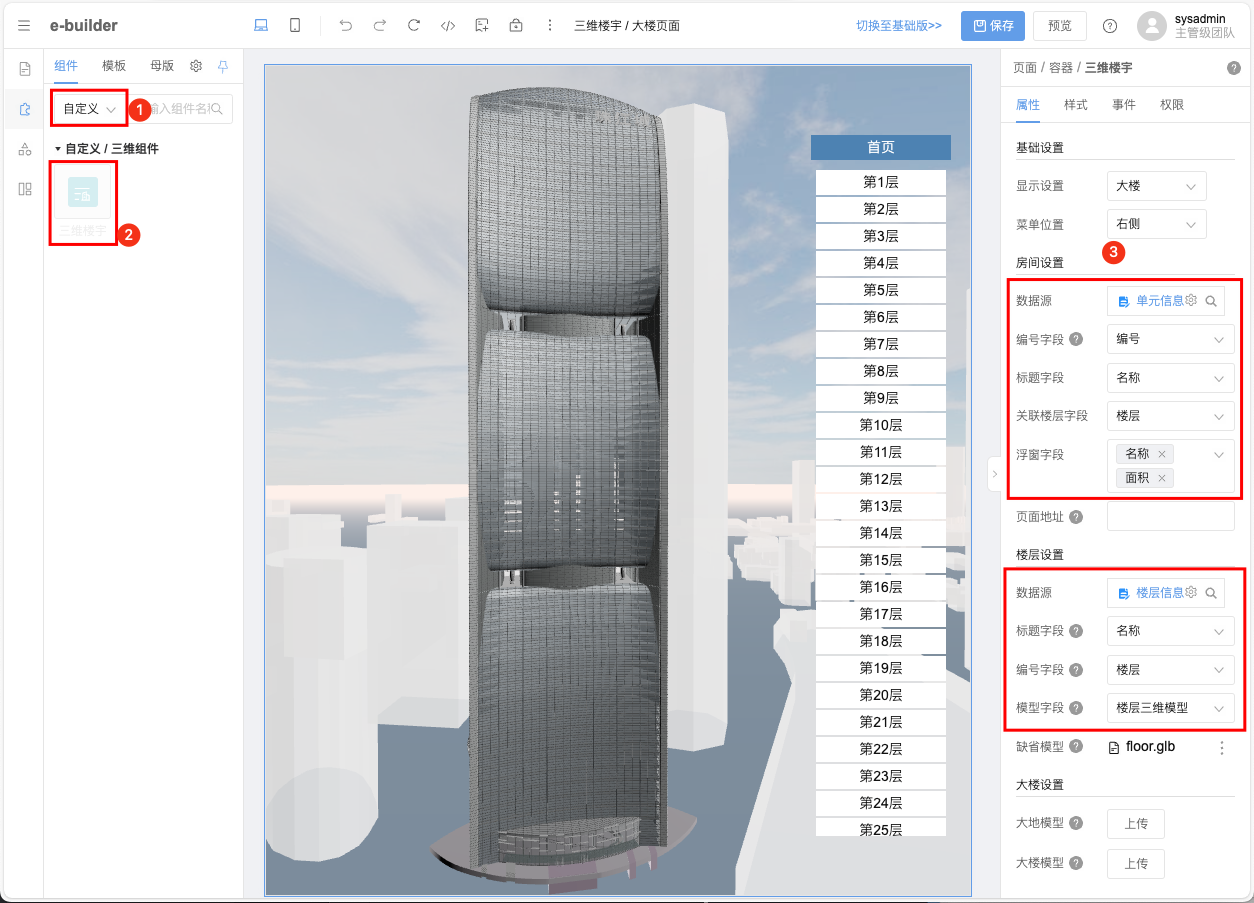 e-builder
三维楼宇 / 大楼页面
切换至基础版>>
保存
预览
sysadmin
主管级团队
组件
模板
母版
自定义
1
输入组件名称
自定义 / 三维组件
三维楼宇
2
首页
第1层
第2层
第3层
第4层
第5层
第6层
第7层
第8层
第9层
第10层
第11层
第12层
第13层
第14层
第15层
第16层
第17层
第18层
第19层
第20层
第21层
第22层
第23层
第24层
第25层
页面 / 容器 / 三维楼宇
属性
样式
事件
权限
基础设置
显示设置 大楼
菜单位置 右侧
3
房间设置
数据源 单元信息
编号字段 编号
标题字段 名称
关联楼层字段 楼层
浮窗字段 名称
面积
页面地址
楼层设置
数据源 楼层信息
标题字段 名称
编号字段 楼层
模型字段 楼层三维模型
缺省模型 floor.glb
大楼设置
大地模型 上传
大楼模型 上传